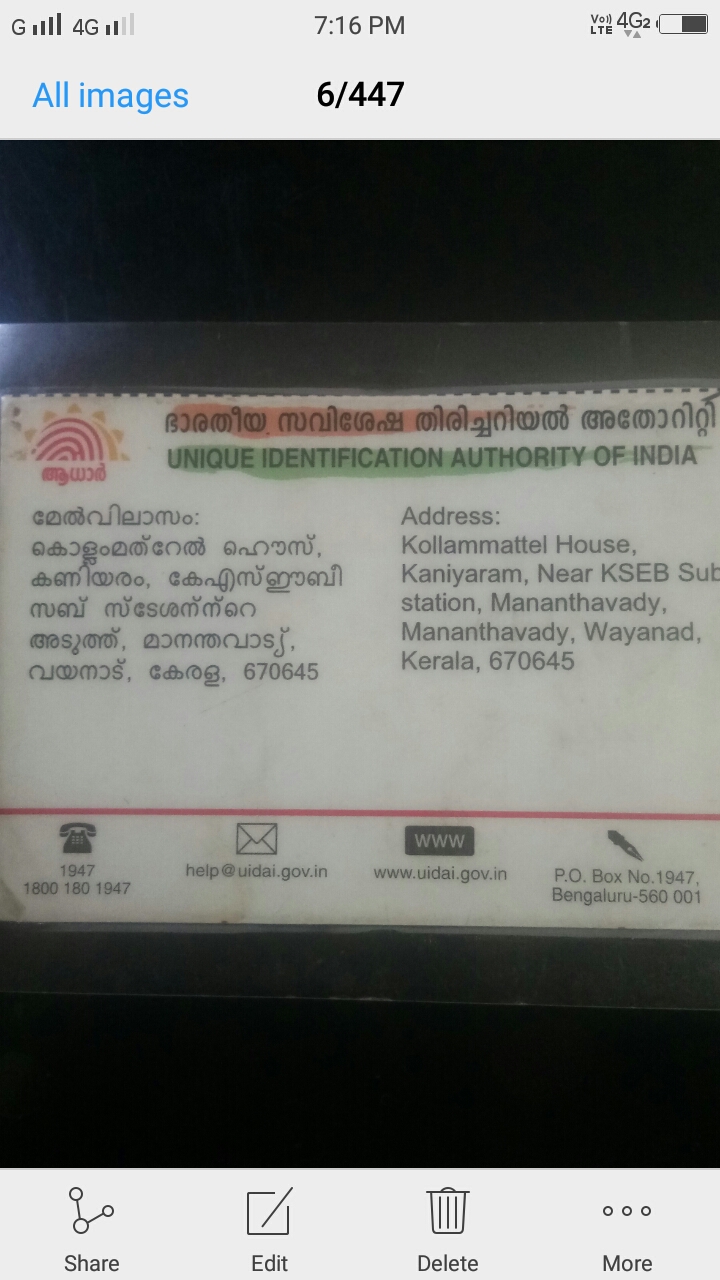 G 4G 7:16 PM Vo)) LTE 4G2
All images 6/447
ഭാരതീയ സവിശേഷ തിരിച്ചറിയൽ അതോറിറ്റി
UNIQUE IDENTIFICATION AUTHORITY OF INDIA
ആധാർ
മേൽവിലാസം:
കൊളംമത്റേൽ ഹൌസ്,
കണിയരം, കേഎസ്ഈബീ
സബ് സ്ടേശന്ന്റെ
അടുത്ത്, മാനന്തവാട്യ്,
വയനാട്, കേരള, 670645
Address:
Kollammattel House,
Kaniyaram, Near KSEB Sub
station, Mananthavady,
Mananthavady, Wayanad,
Kerala, 670645
1947
1800 180 1947
help@uidai.gov.in
www
www.uidai.gov.in
P.O. Box No.1947,
Bengaluru-560 001
Share Edit Delete More